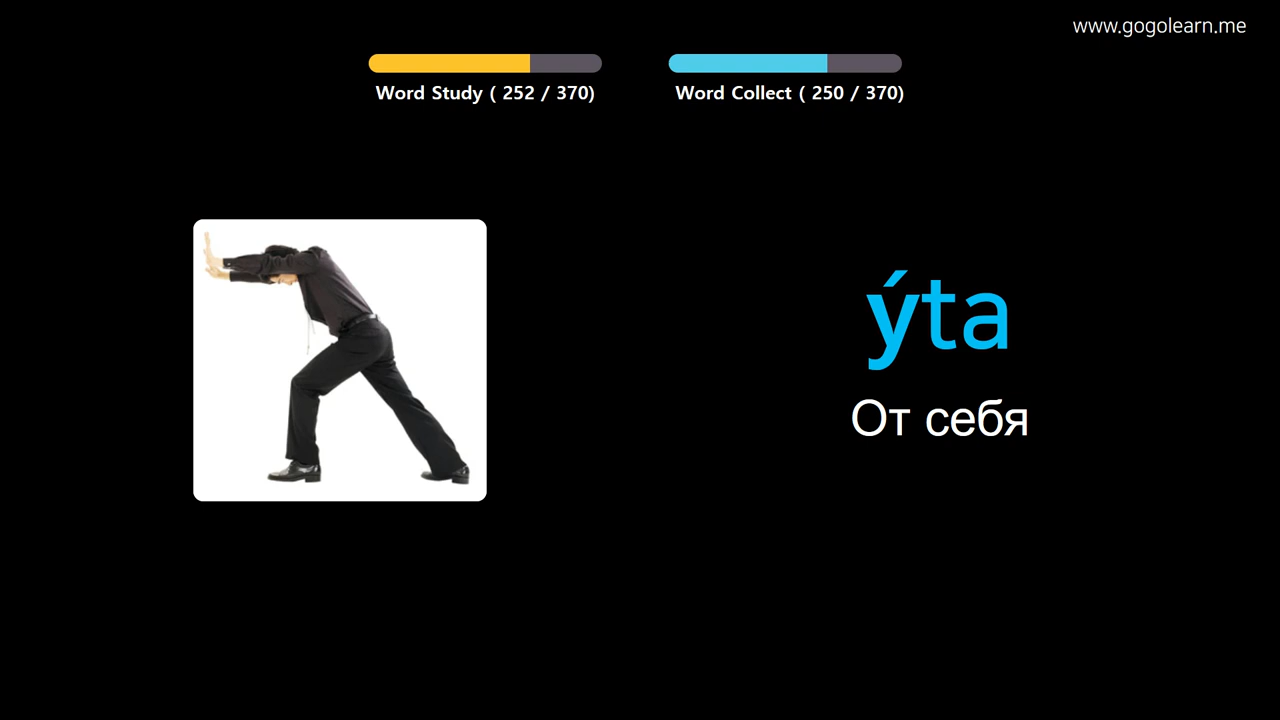 www.gogolearn.me
Word Study ( 252 / 370)
Word Collect ( 250 / 370)
ýta
От себя